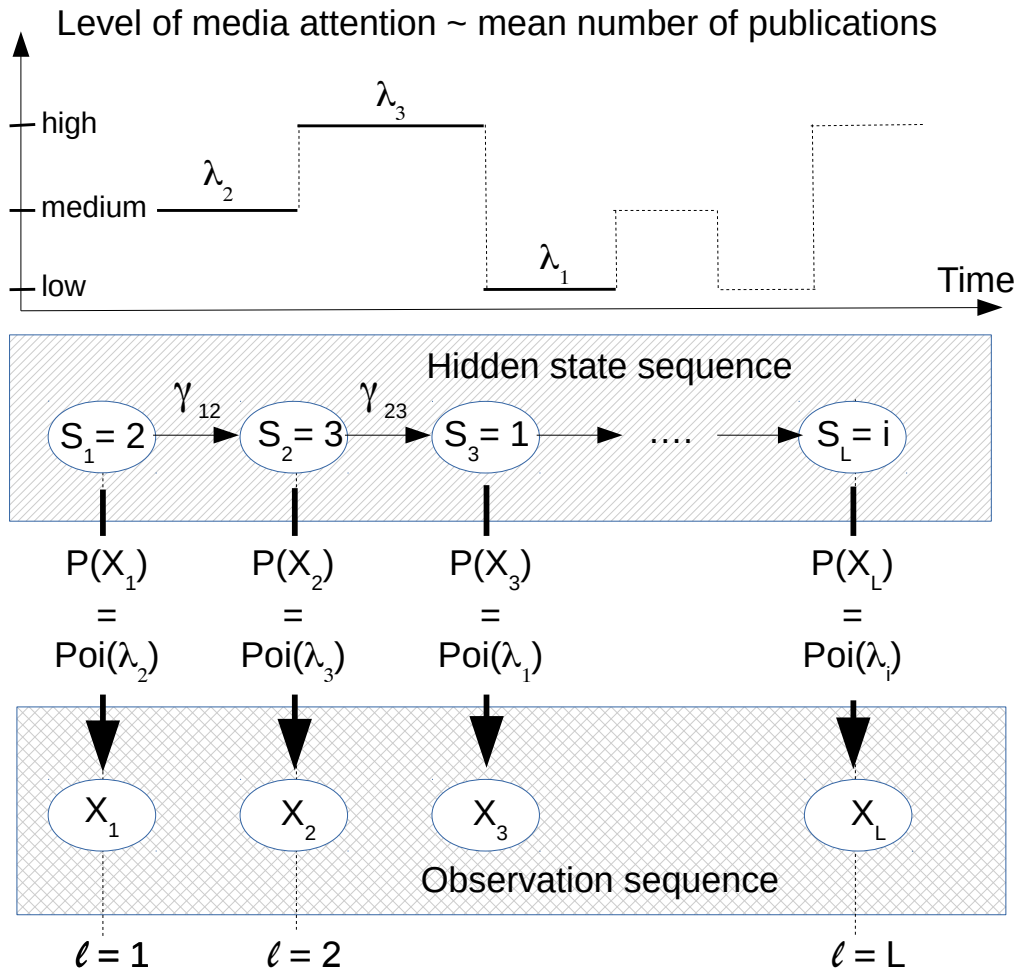 Level of media attention ~ mean number of publications
λ3
high
λ2
medium
λ1
low
Time
Hidden state sequence
γ12 γ23
S1= 2 S2= 3 S3= 1 .... SL= i
P(X1) P(X2) P(X3) P(XL)
= = = =
Poi(λ2) Poi(λ3) Poi(λ1) Poi(λi)
X1 X2 X3 XL
Observation sequence
ℓ = 1 ℓ = 2 ℓ = L